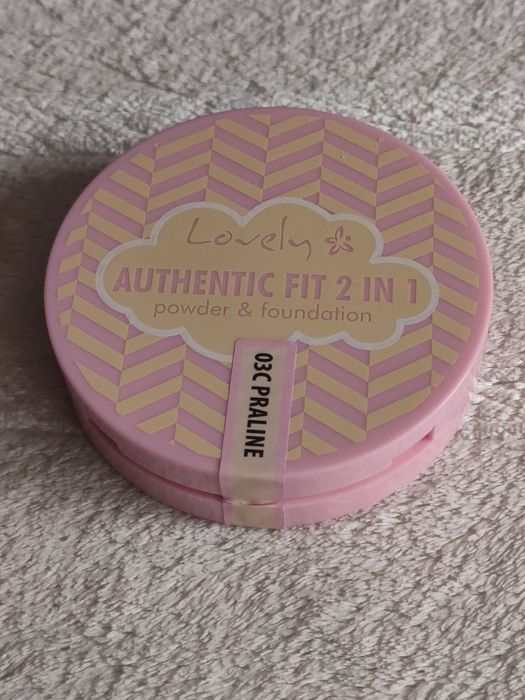 Lovely
AUTHENTIC FIT 2 IN 1
powder & foundation
03C PRALINE